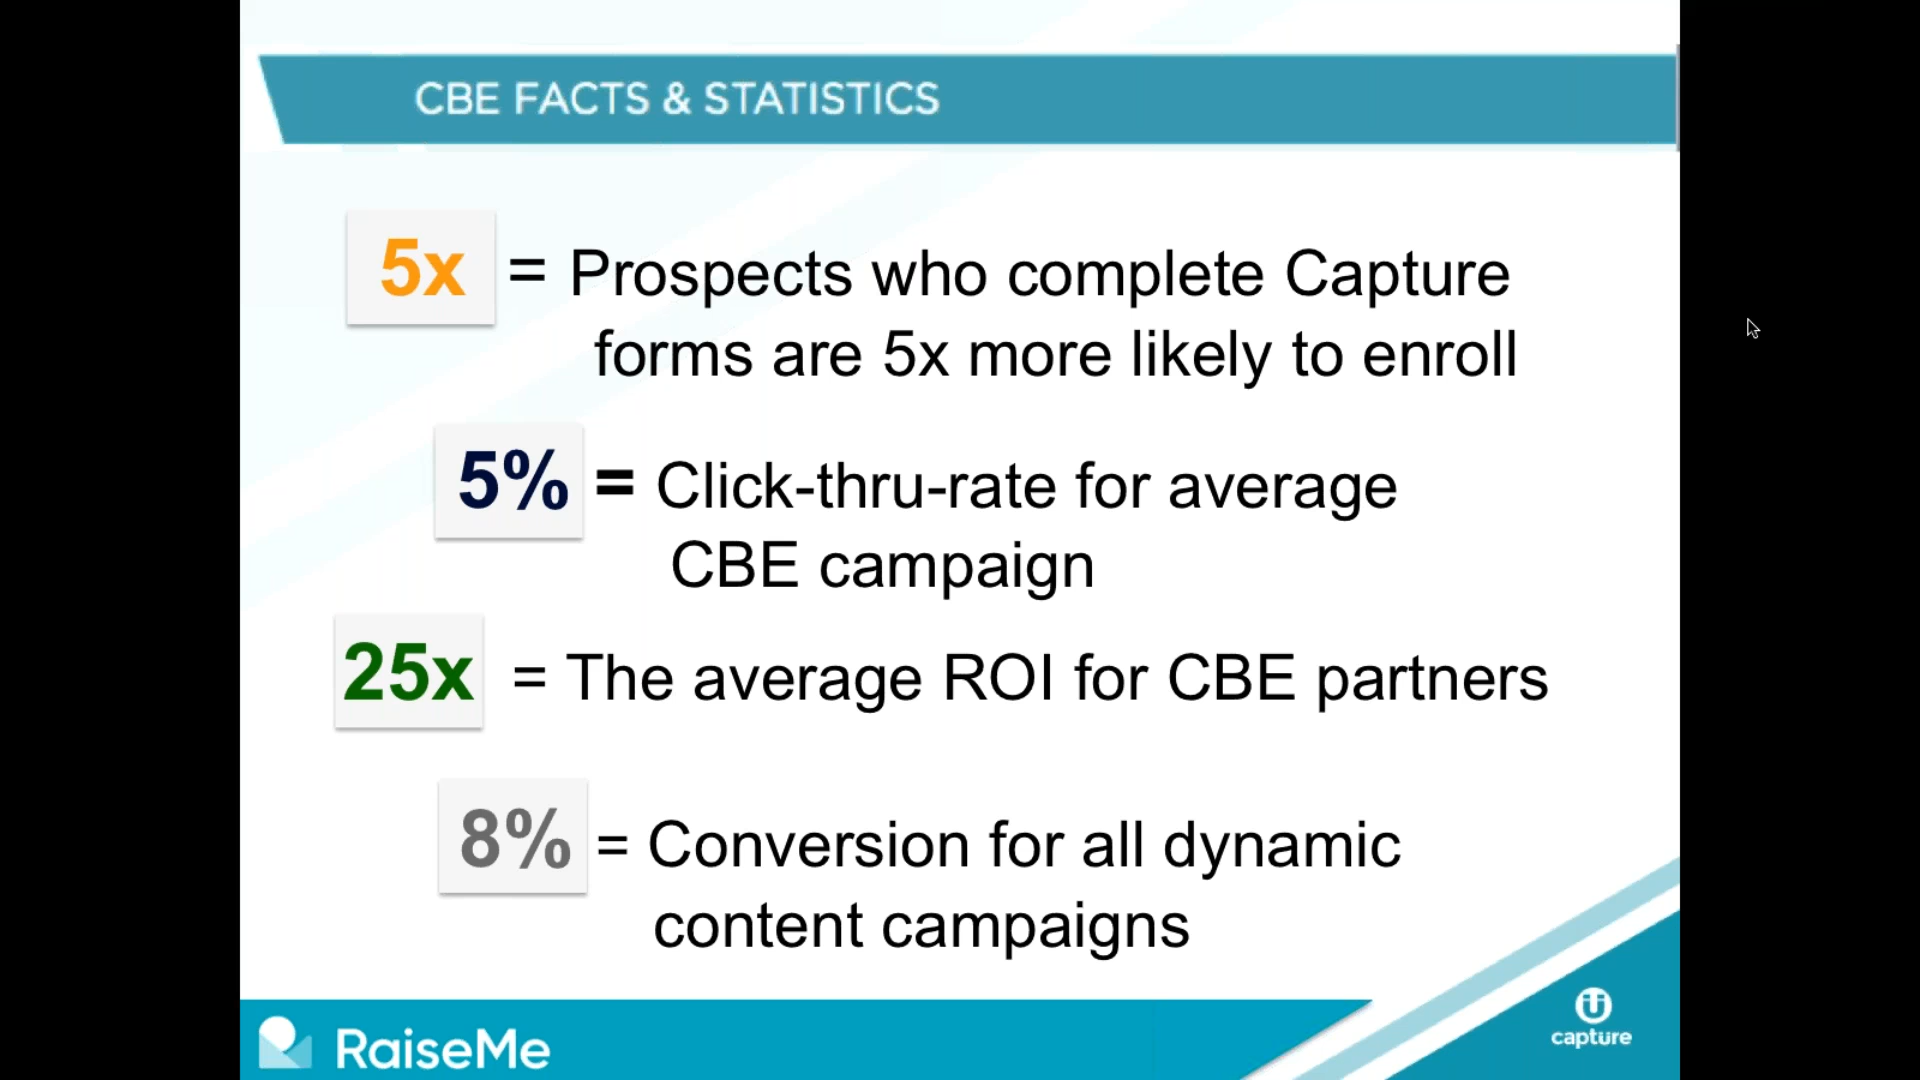 CBE FACTS & STATISTICS
5x = Prospects who complete Capture
forms are 5x more likely to enroll
5% = Click-thru-rate for average
CBE campaign
25x = The average ROI for CBE partners
8% = Conversion for all dynamic
content campaigns
RaiseMe
capture